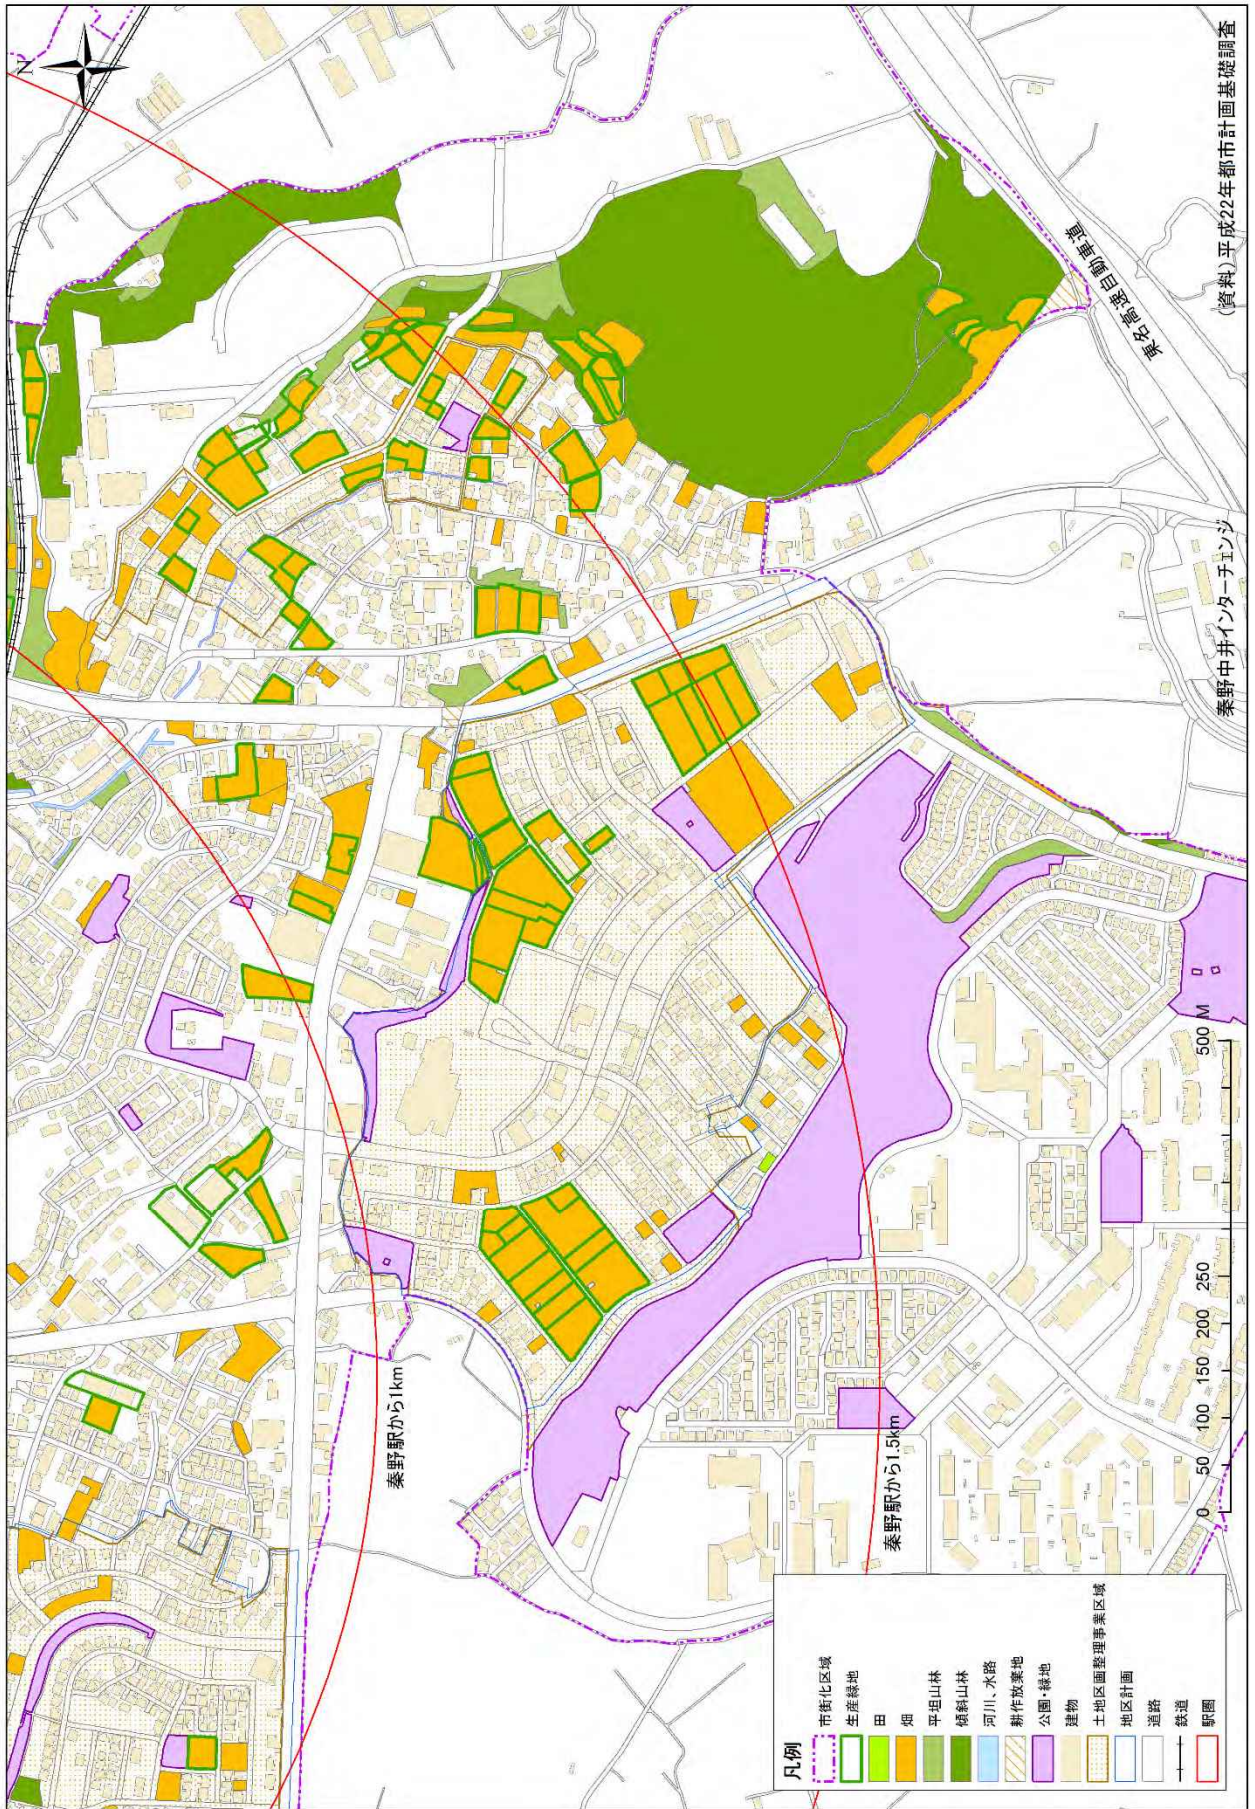 N
秦野駅から1km
秦野駅から1.5km
東名高速自動車道
秦野中井インターチェンジ
(資料)平成22年都市計画基礎調査
0 50 100 150 200 250 500 M
凡例
市街化区域
生産緑地
田
畑
平坦山林
傾斜山林
河川、水路
耕作放棄地
公園・緑地
建物
土地区画整理事業区域
地区計画
道路
鉄道
駅圏